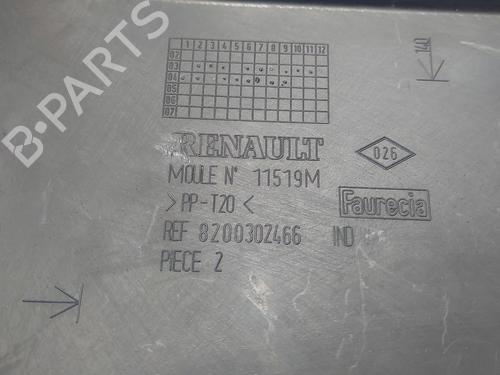 1 2 3 4 5 6 7 8 9 10 11 12
02
03
04
05
06
07
140
RENAULT
026
MOULE N° 11519M
>PP-T20<
Faurecia
REF 8200302466 IND
PIECE 2
B-PARTS